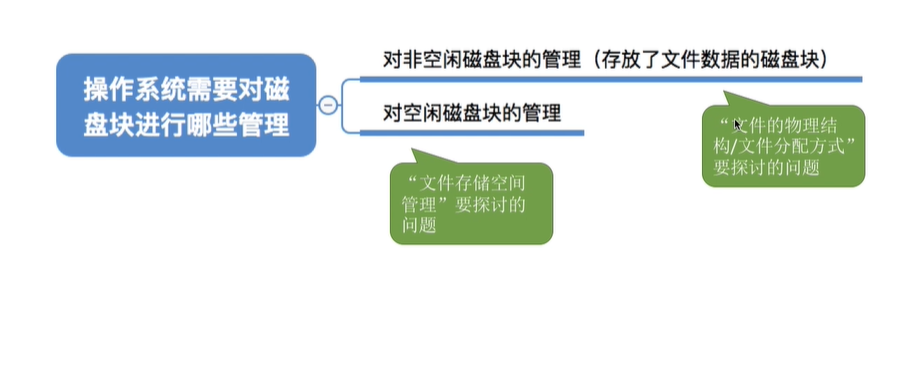 操作系统需要对磁
盘块进行哪些管理
对非空闲磁盘块的管理（存放了文件数据的磁盘块）
对空闲磁盘块的管理
“文件的物理结
构/文件分配方式”
要探讨的问题
“文件存储空间
管理”要探讨的
问题